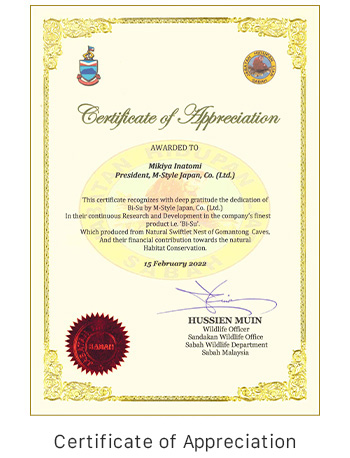 Certificate of Appreciation
AWARDED TO
Mikiya Inatomi
President, M-Style Japan, Co. (Ltd.)
This certificate recognizes with deep gratitude the dedication of
Bi-Su by M-Style Japan, Co. (Ltd.)
In their continuous Research and Development in the company's finest
product i.e. 'Bi-Su'.
Which produced from Natural Swiftlet Nest of Gomantong, Caves,
And their financial contribution towards the natural
Habitat Conservation.
15 February 2022
HUSSIEN MUIN
Wildlife Officer
Sandakan Wildlife Office
Sabah Wildlife Department
Sabah Malaysia
SABAH
Certificate of Appreciation